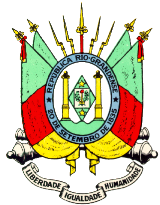 REPÚBLICA RIO-GRANDENSE
20 DE SETEMBRO DE 1835
LIBERDADE
IGUALDADE
HUMANIDADE